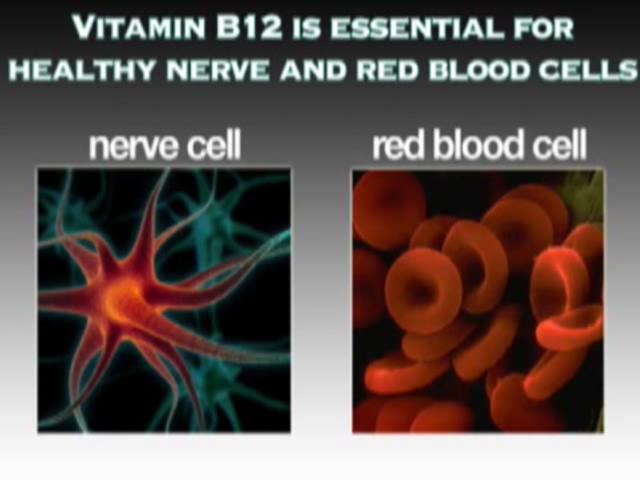 Vitamin B12 is essential for
healthy nerve and red blood cells
nerve cell
red blood cell